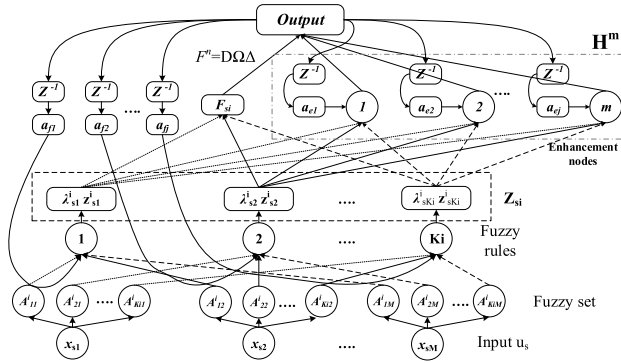 Output
H^m
F^n=DΩΔ
Z^-1 Z^-1 Z^-1
Z^-1 Z^-1 Z^-1
a_f1 a_f2 .... a_fj
F_si
a_e1 1 a_e2 2 .... a_ej m
Enhancement nodes
λ^i_s1 z^i_s1 λ^i_s2 z^i_s2 .... λ^i_sKi z^i_sKi
Z_si
Fuzzy rules
1 2 .... Ki
A^i_11 A^i_21 .... A^i_Ki1 A^i_12 A^i_22 .... A^i_Ki2 A^i_1M A^i_2M .... A^i_KiM
Fuzzy set
x_s1 x_s2 .... x_sM
Input u_s